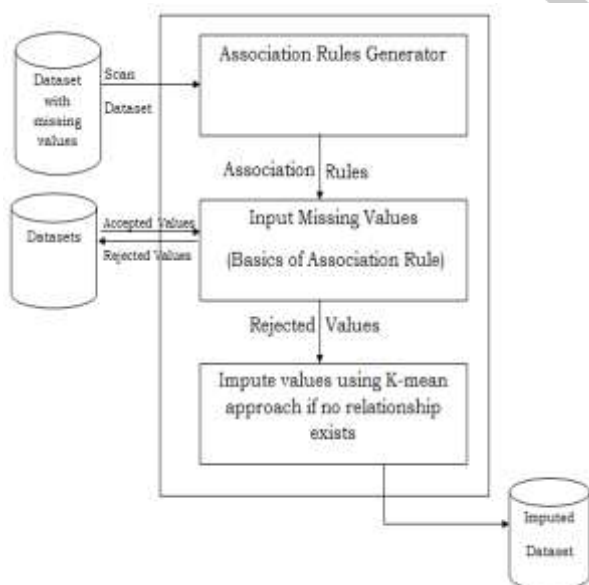 Association Rules Generator
Dataset
with
missing
values
Scan
Dataset
Association Rules
Datasets
Accepted Values
Rejected Values
Input Missing Values
(Basics of Association Rule)
Rejected Values
Impute values using K-mean
approach if no relationship
exists
Imputed
Dataset